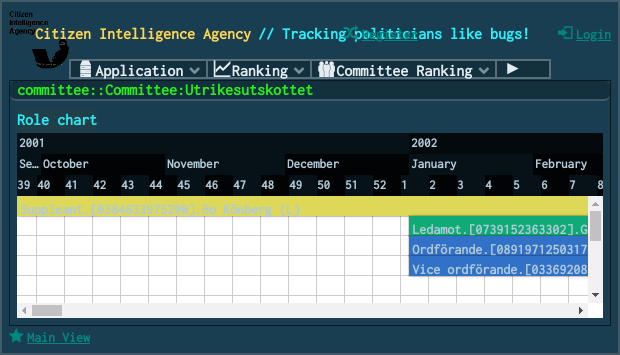 Citizen
Intelligence
Agency
Citizen Intelligence Agency // Tracking politicians like bugs!
Register
Login
Application
Ranking
Committee Ranking
committee::Committee:Utrikesutskottet
Role chart
2001 2002
Se… October November December January February
39 40 41 42 43 44 45 46 47 48 49 50 51 52 1 2 3 4 5 6 7 8
Suppleant. Bo Könberg (L)
Ledamot.[0739152363302].G
Ordförande.[0891971250317
Vice ordförande.[03369208
Main View